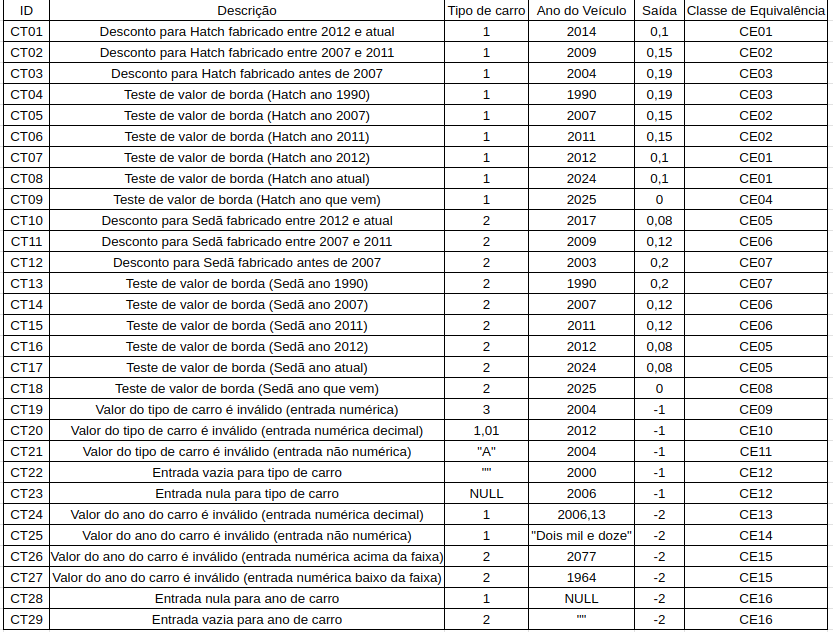 ID Descrição Tipo de carro Ano do Veículo Saída Classe de Equivalência
CT01 Desconto para Hatch fabricado entre 2012 e atual 1 2014 0,1 CE01
CT02 Desconto para Hatch fabricado entre 2007 e 2011 1 2009 0,15 CE02
CT03 Desconto para Hatch fabricado antes de 2007 1 2004 0,19 CE03
CT04 Teste de valor de borda (Hatch ano 1990) 1 1990 0,19 CE03
CT05 Teste de valor de borda (Hatch ano 2007) 1 2007 0,15 CE02
CT06 Teste de valor de borda (Hatch ano 2011) 1 2011 0,15 CE02
CT07 Teste de valor de borda (Hatch ano 2012) 1 2012 0,1 CE01
CT08 Teste de valor de borda (Hatch ano atual) 1 2024 0,1 CE01
CT09 Teste de valor de borda (Hatch ano que vem) 1 2025 0 CE04
CT10 Desconto para Sedã fabricado entre 2012 e atual 2 2017 0,08 CE05
CT11 Desconto para Sedã fabricado entre 2007 e 2011 2 2009 0,12 CE06
CT12 Desconto para Sedã fabricado antes de 2007 2 2003 0,2 CE07
CT13 Teste de valor de borda (Sedã ano 1990) 2 1990 0,2 CE07
CT14 Teste de valor de borda (Sedã ano 2007) 2 2007 0,12 CE06
CT15 Teste de valor de borda (Sedã ano 2011) 2 2011 0,12 CE06
CT16 Teste de valor de borda (Sedã ano 2012) 2 2012 0,08 CE05
CT17 Teste de valor de borda (Sedã ano atual) 2 2024 0,08 CE05
CT18 Teste de valor de borda (Sedã ano que vem) 2 2025 0 CE08
CT19 Valor do tipo de carro é inválido (entrada numérica) 3 2004 -1 CE09
CT20 Valor do tipo de carro é inválido (entrada numérica decimal) 1,01 2012 -1 CE10
CT21 Valor do tipo de carro é inválido (entrada não numérica) "A" 2004 -1 CE11
CT22 Entrada vazia para tipo de carro "" 2000 -1 CE12
CT23 Entrada nula para tipo de carro NULL 2006 -1 CE12
CT24 Valor do ano do carro é inválido (entrada numérica decimal) 1 2006,13 -2 CE13
CT25 Valor do ano do carro é inválido (entrada não numérica) 1 "Dois mil e doze" -2 CE14
CT26 Valor do ano do carro é inválido (entrada numérica acima da faixa) 2 2077 -2 CE15
CT27 Valor do ano do carro é inválido (entrada numérica baixo da faixa) 2 1964 -2 CE15
CT28 Entrada nula para ano de carro 1 NULL -2 CE16
CT29 Entrada vazia para ano de carro 2 "" -2 CE16